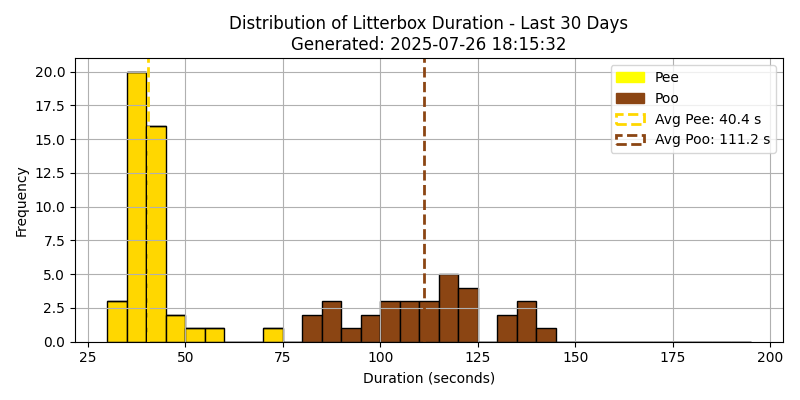 Distribution of Litterbox Duration - Last 30 Days
Generated: 2025-07-26 18:15:32
Pee
Poo
Avg Pee: 40.4 s
Avg Poo: 111.2 s
Frequency
20.0
17.5
15.0
12.5
10.0
7.5
5.0
2.5
0.0
25 50 75 100 125 150 175 200
Duration (seconds)